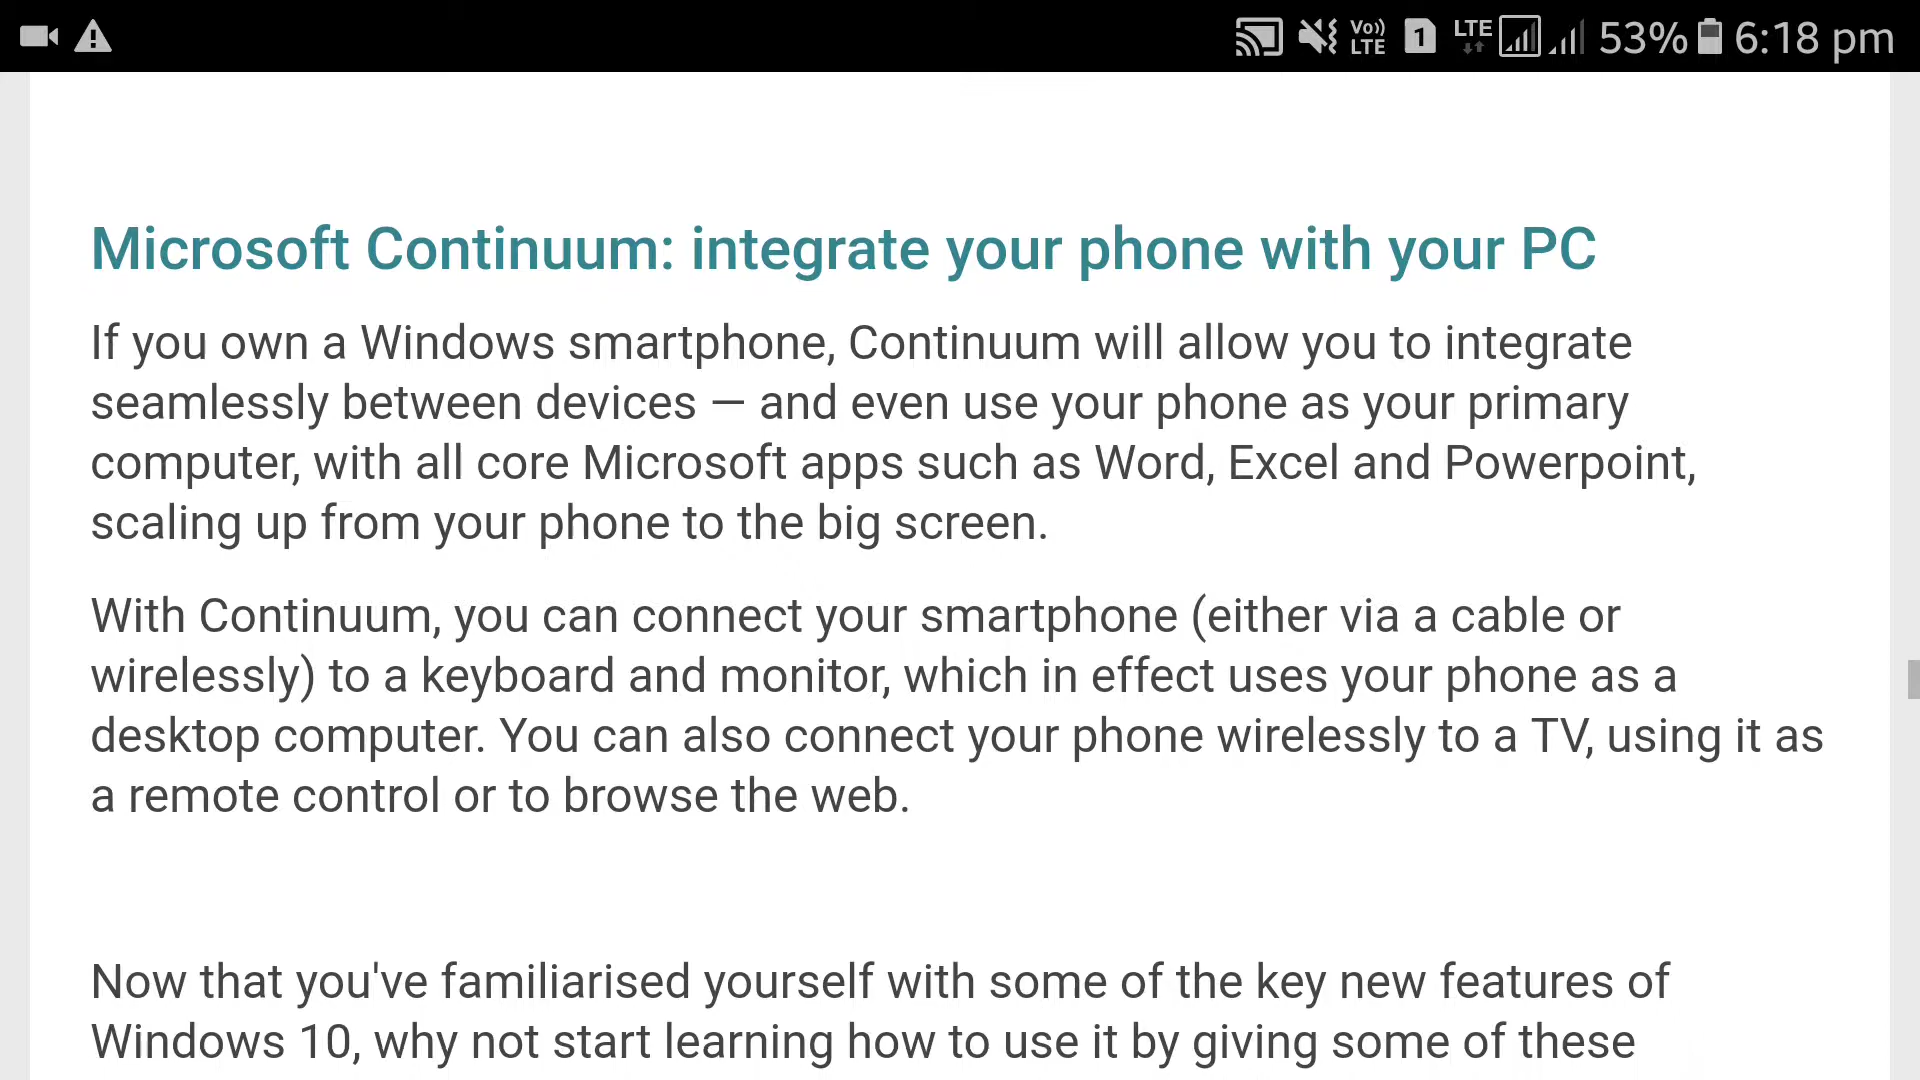 Vo)) LTE 1 LTE 53% 6:18 pm
Microsoft Continuum: integrate your phone with your PC
If you own a Windows smartphone, Continuum will allow you to integrate
seamlessly between devices — and even use your phone as your primary
computer, with all core Microsoft apps such as Word, Excel and Powerpoint,
scaling up from your phone to the big screen.
With Continuum, you can connect your smartphone (either via a cable or
wirelessly) to a keyboard and monitor, which in effect uses your phone as a
desktop computer. You can also connect your phone wirelessly to a TV, using it as
a remote control or to browse the web.
Now that you've familiarised yourself with some of the key new features of
Windows 10, why not start learning how to use it by giving some of these